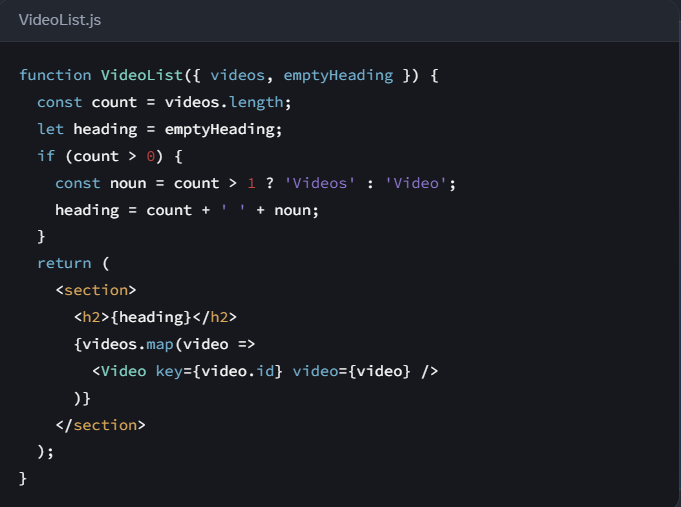 VideoList.js
function VideoList({ videos, emptyHeading }) {
  const count = videos.length;
  let heading = emptyHeading;
  if (count > 0) {
    const noun = count > 1 ? 'Videos' : 'Video';
    heading = count + ' ' + noun;
  }
  return (
    <section>
      <h2>{heading}</h2>
      {videos.map(video =>
        <Video key={video.id} video={video} />
      )}
    </section>
  );
}